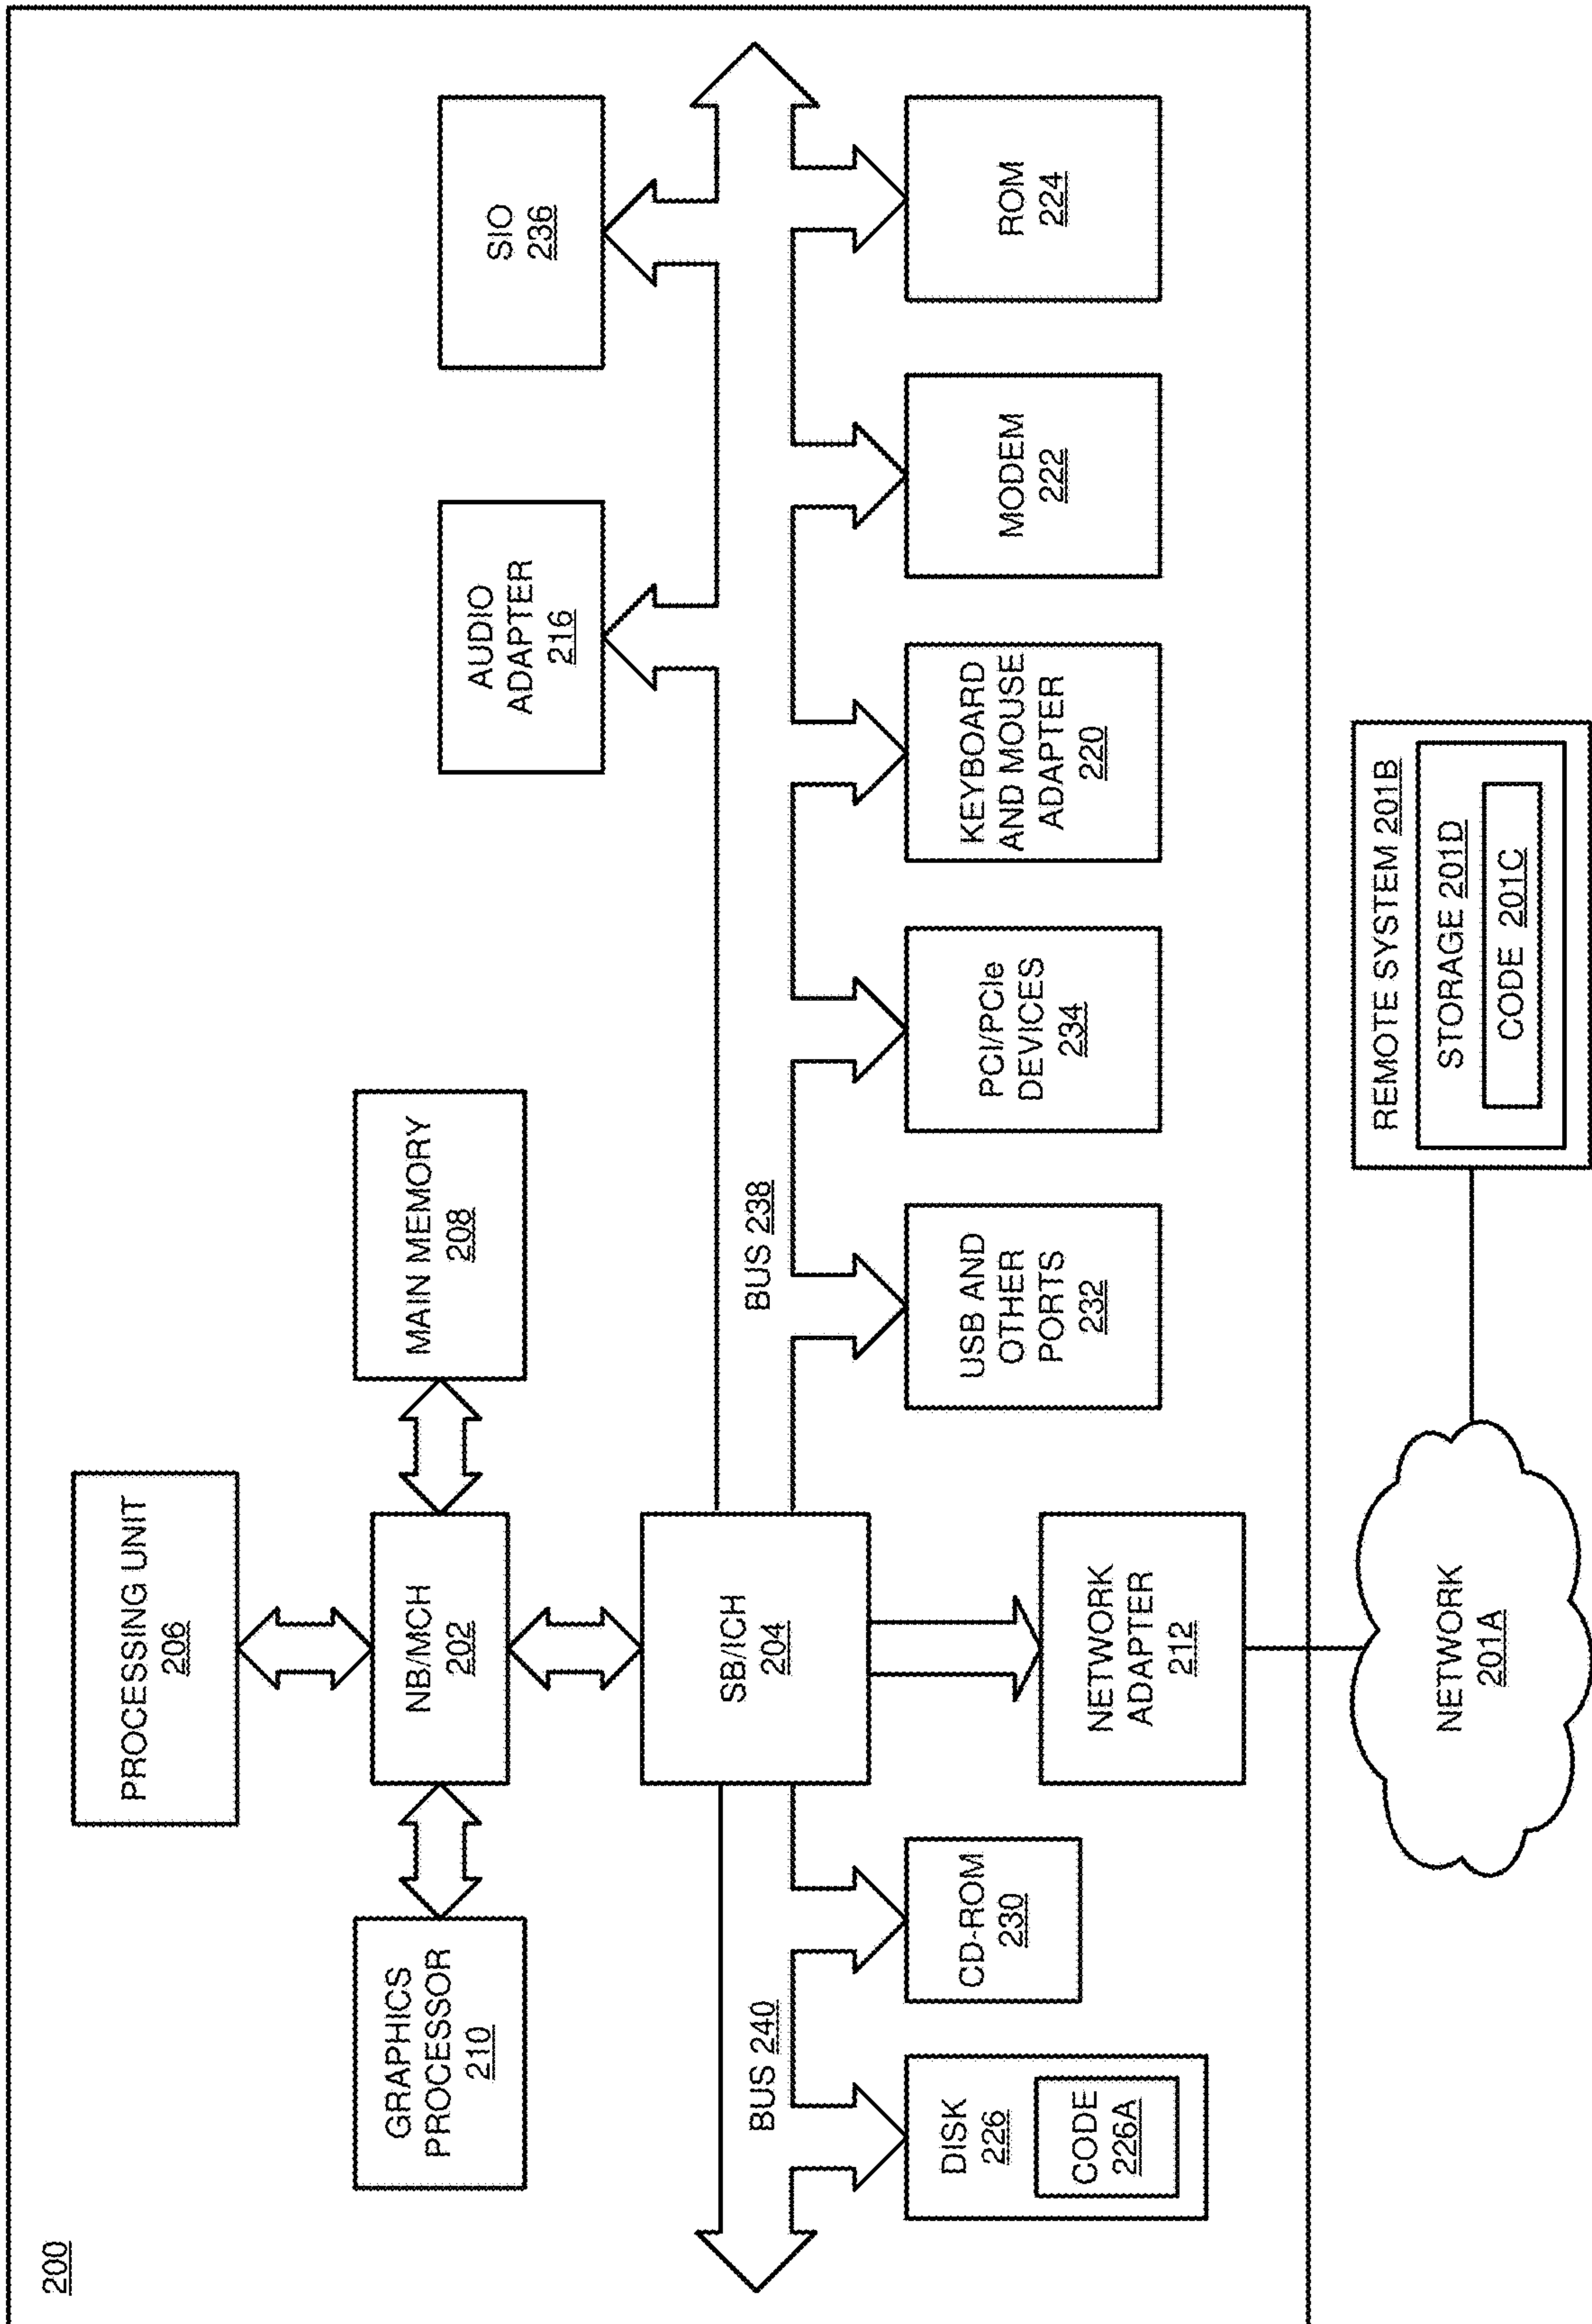 200
PROCESSING UNIT
206
GRAPHICS
PROCESSOR
210
NB/MCH
202
MAIN MEMORY
208
AUDIO
ADAPTER
216
SIO
236
SB/ICH
204
BUS 240
BUS 238
DISK
226
CODE
226A
CD-ROM
230
NETWORK
ADAPTER
212
USB AND
OTHER
PORTS
232
PCI/PCIe
DEVICES
234
KEYBOARD
AND MOUSE
ADAPTER
220
MODEM
222
ROM
224
NETWORK
201A
REMOTE SYSTEM 201B
STORAGE 201D
CODE 201C